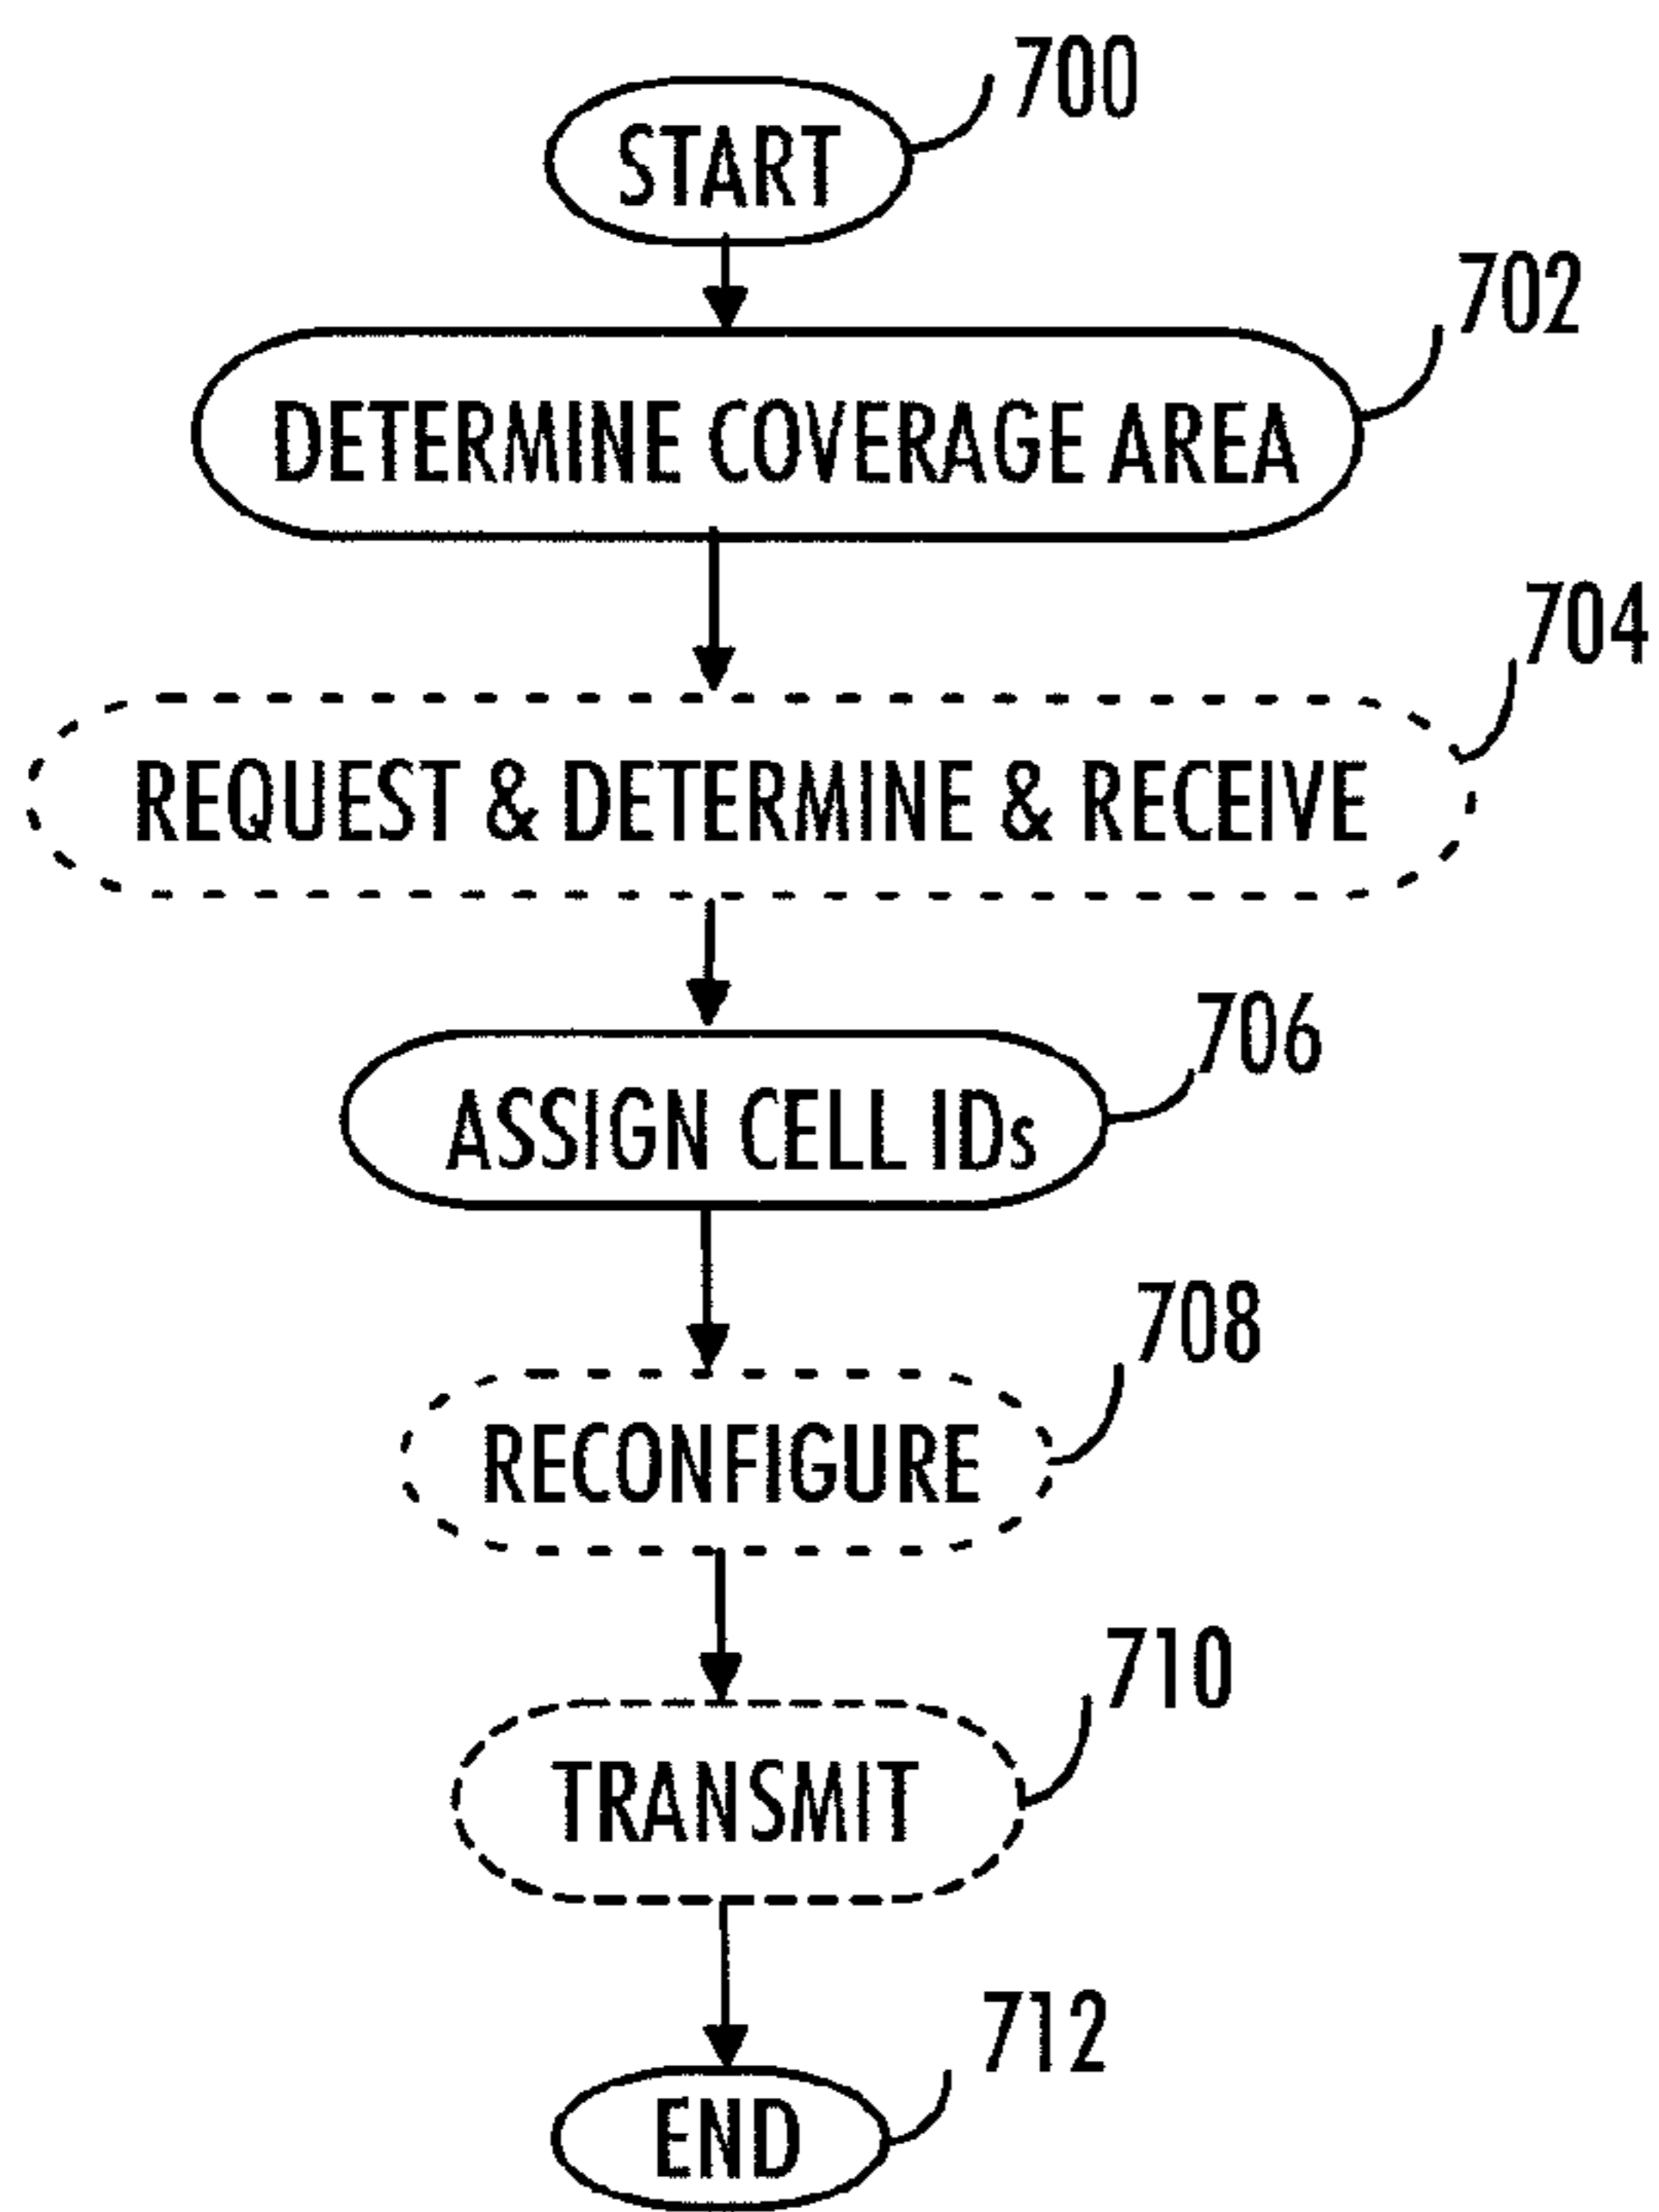 700
START
702
DETERMINE COVERAGE AREA
704
REQUEST & DETERMINE & RECEIVE
706
ASSIGN CELL IDs
708
RECONFIGURE
710
TRANSMIT
712
END